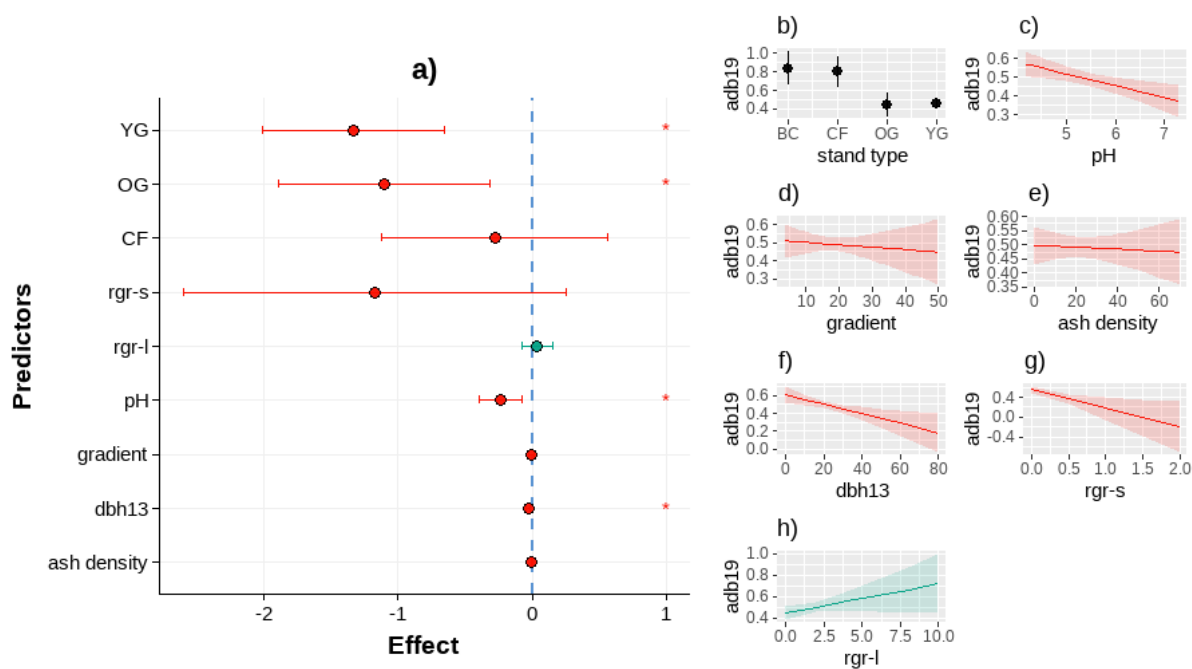 a)
Predictors
YG
*
OG
*
CF
rgr-s
rgr-l
pH
*
gradient
dbh13
*
ash density
-2 -1 0 1
Effect
b)
adb19
1.0
0.8
0.6
0.4
BC CF OG YG
stand type
c)
adb19
0.6
0.5
0.4
0.3
5 6 7
pH
d)
adb19
0.6
0.5
0.4
0.3
10 20 30 40 50
gradient
e)
adb19
0.60
0.55
0.50
0.45
0.40
0.35
0 20 40 60
ash density
f)
adb19
0.6
0.4
0.2
0.0
0 20 40 60 80
dbh13
g)
adb19
0.4
0.0
-0.4
0.0 0.5 1.0 1.5 2.0
rgr-s
h)
adb19
1.0
0.8
0.6
0.4
0.0 2.5 5.0 7.5 10.0
rgr-l